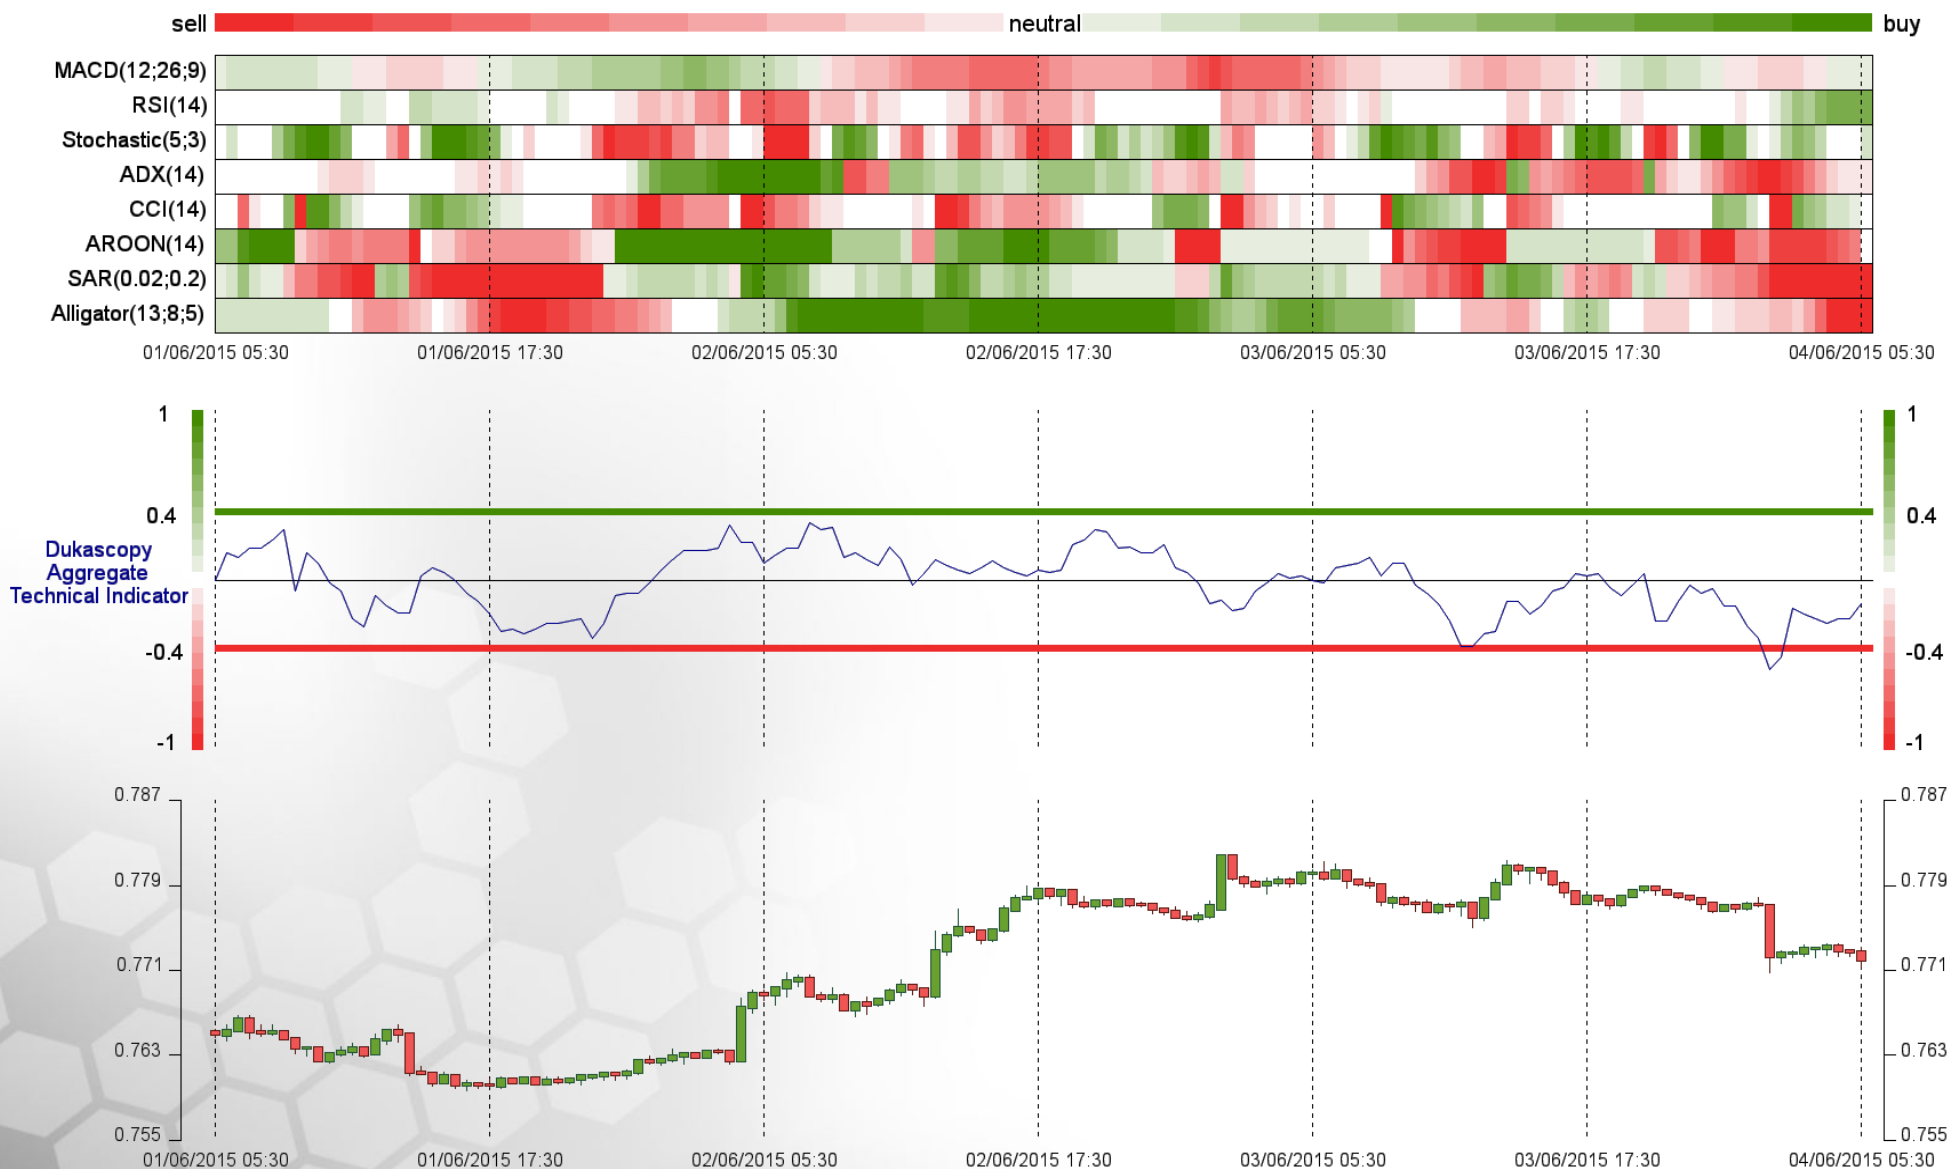 sell neutral buy
MACD(12;26;9)
RSI(14)
Stochastic(5;3)
ADX(14)
CCI(14)
AROON(14)
SAR(0.02;0.2)
Alligator(13;8;5)
01/06/2015 05:30 01/06/2015 17:30 02/06/2015 05:30 02/06/2015 17:30 03/06/2015 05:30 03/06/2015 17:30 04/06/2015 05:30
1 1
0.4 0.4
Dukascopy
Aggregate
Technical Indicator
-0.4 -0.4
-1 -1
0.787 0.787
0.779 0.779
0.771 0.771
0.763 0.763
0.755 0.755
01/06/2015 05:30 01/06/2015 17:30 02/06/2015 05:30 02/06/2015 17:30 03/06/2015 05:30 03/06/2015 17:30 04/06/2015 05:30